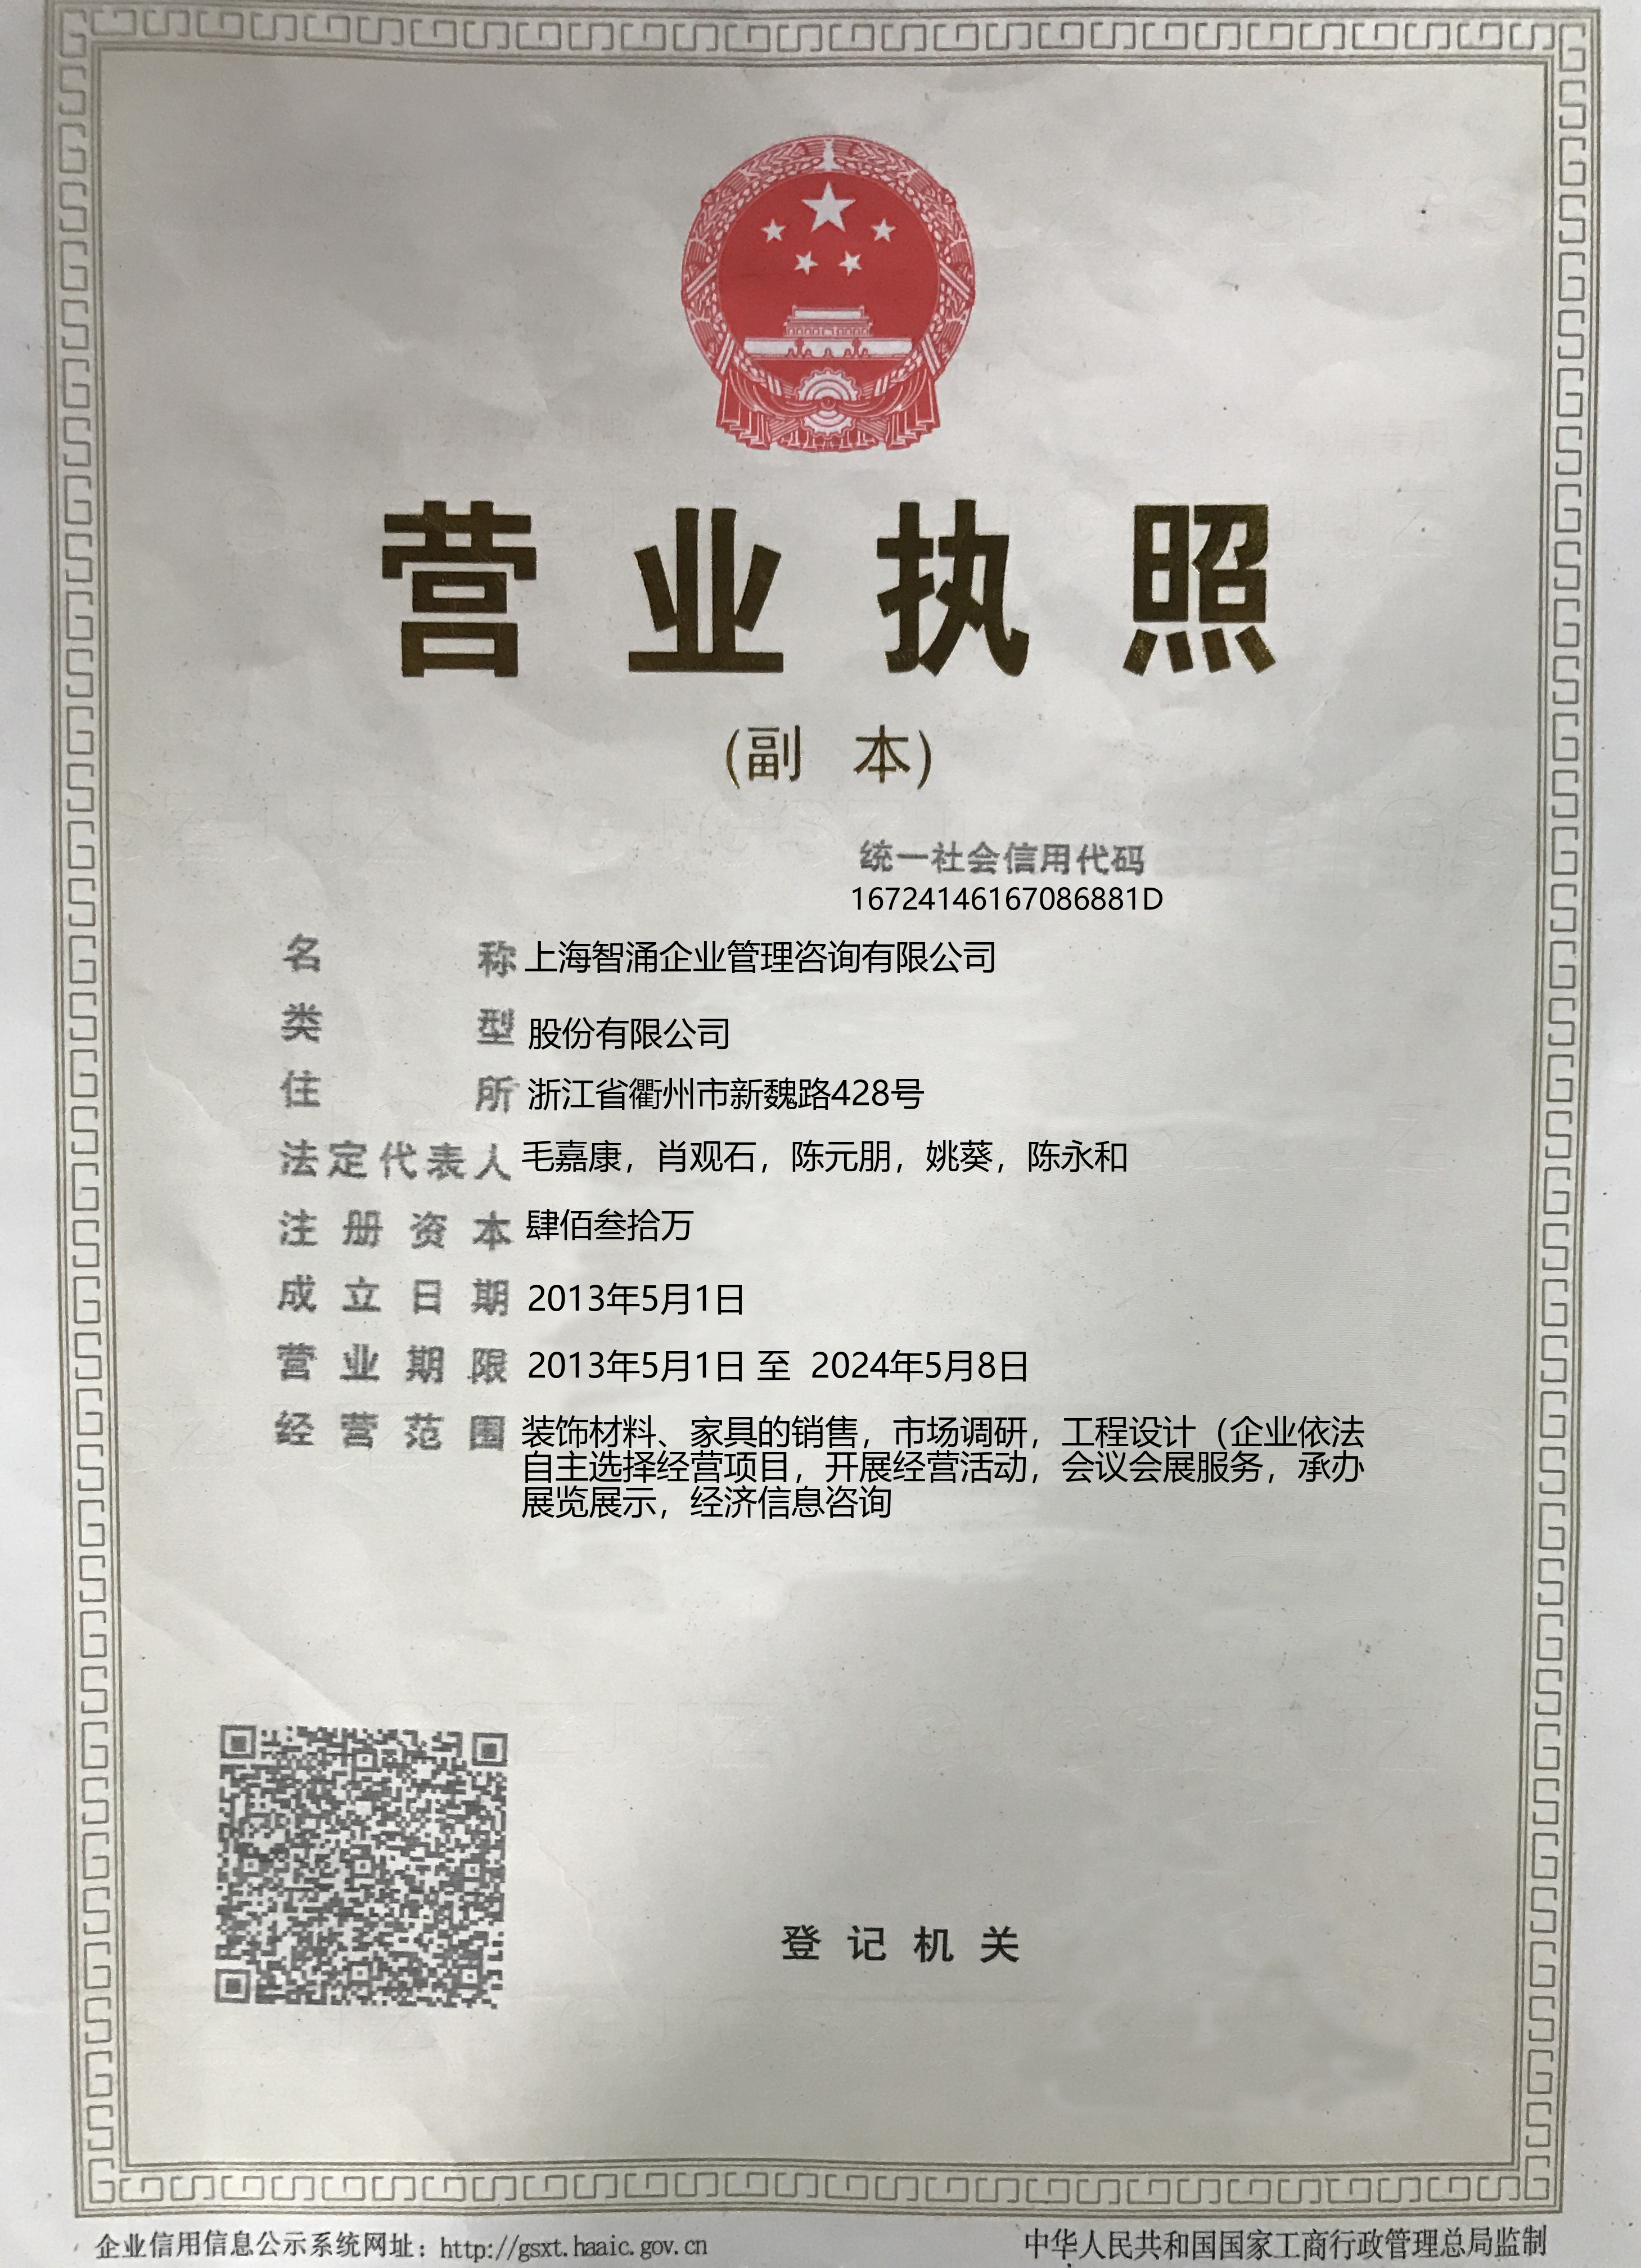 营业执照
(副 本)
统一社会信用代码
16724146167086881D
名 称 上海智涌企业管理咨询有限公司
类 型 股份有限公司
住 所 浙江省衢州市新魏路428号
法定代表人 毛嘉康，肖观石，陈元朋，姚葵，陈永和
注 册 资 本 肆佰叁拾万
成 立 日 期 2013年5月1日
营 业 期 限 2013年5月1日 至 2024年5月8日
经 营 范 围 装饰材料、家具的销售，市场调研，工程设计（企业依法
自主选择经营项目，开展经营活动，会议会展服务，承办
展览展示，经济信息咨询
登 记 机 关
企业信用信息公示系统网址：http://gsxt.haaic.gov.cn
中华人民共和国国家工商行政管理总局监制